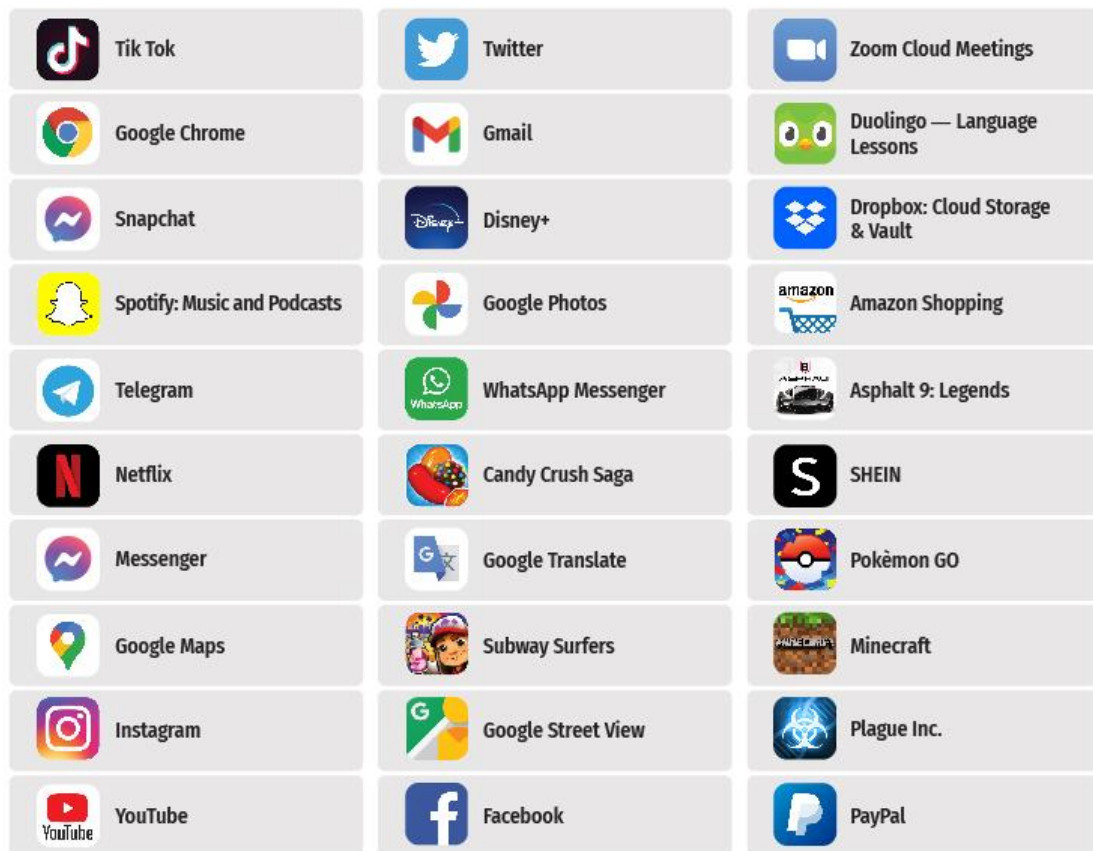 Tik Tok
Google Chrome
Snapchat
Spotify: Music and Podcasts
Telegram
Netflix
Messenger
Google Maps
Instagram
YouTube
YouTube
Twitter
Gmail
Disney+
Disney+
Google Photos
WhatsApp
WhatsApp Messenger
Candy Crush Saga
G
Google Translate
Subway Surfers
G
Google Street View
f
Facebook
Zoom Cloud Meetings
Duolingo — Language
Lessons
Dropbox: Cloud Storage
& Vault
amazon
Amazon Shopping
ASPHALT
Asphalt 9: Legends
S
SHEIN
Pokèmon GO
MINECRAFT
Minecraft
Plague Inc.
P
PayPal